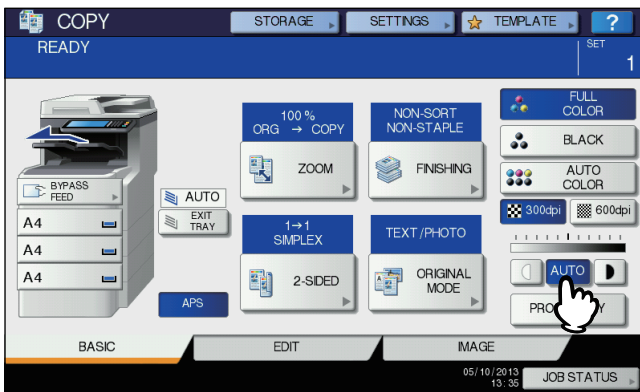 COPY
STORAGE
SETTINGS
TEMPLATE
?
READY
SET
1
100 %
ORG → COPY
ZOOM
NON-SORT
NON-STAPLE
FINISHING
FULL
COLOR
BLACK
AUTO
COLOR
300dpi
600dpi
BYPASS
FEED
A4
A4
A4
AUTO
EXIT
TRAY
APS
1→1
SIMPLEX
2-SIDED
TEXT/PHOTO
ORIGINAL
MODE
AUTO
BASIC
EDIT
IMAGE
05/10/2013
13:35
JOB STATUS